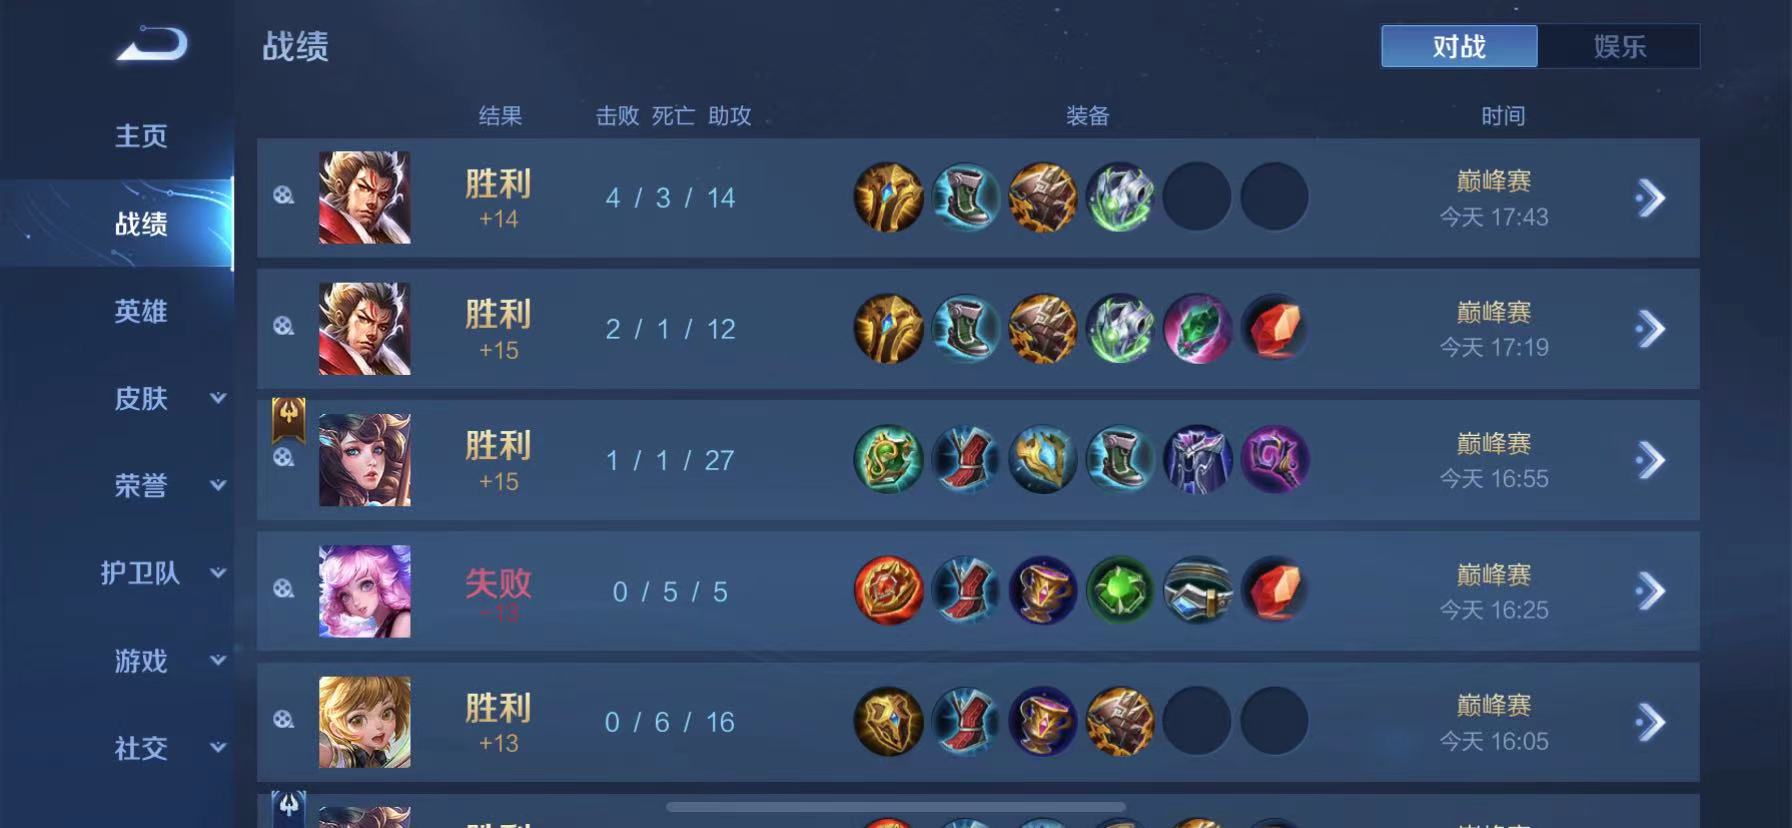 战绩
对战 娱乐
主页
战绩
英雄
皮肤
荣誉
护卫队
游戏
社交
结果 击败 死亡 助攻 装备 时间
胜利 +14 4 / 3 / 14 巅峰赛 今天 17:43
胜利 +15 2 / 1 / 12 巅峰赛 今天 17:19
胜利 +15 1 / 1 / 27 巅峰赛 今天 16:55
失败 -13 0 / 5 / 5 巅峰赛 今天 16:25
胜利 +13 0 / 6 / 16 巅峰赛 今天 16:05